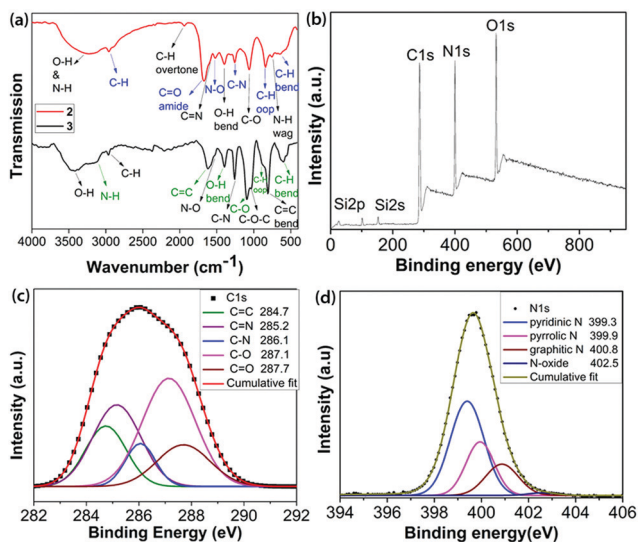 (a)
O-H
&
N-H
C-H
C-H
overtone
C=O
amide
C=N
N-O
O-H
bend
C-N
C-O
C-H
oop
N-H
wag
C-H
bend
2
3
O-H
N-H
C-H
C=C
N-O
O-H
bend
C-N
C-O
C-H
oop
C-O-C
C-H
bend
C=C
bend
Transmission
4000 3500 3000 2500 2000 1500 1000 500
Wavenumber (cm-1)
(b)
C1s
N1s
O1s
Si2p
Si2s
Intensity (a.u.)
0 200 400 600 800
Binding energy (eV)
(c)
C1s
C=C 284.7
C=N 285.2
C-N 286.1
C-O 287.1
C=O 287.7
Cumulative fit
Intensity (a.u.)
282 284 286 288 290 292
Binding Energy (eV)
(d)
N1s
pyridinic N 399.3
pyrrolic N 399.9
graphitic N 400.8
N-oxide 402.5
Cumulative fit
Intensity (a.u)
394 396 398 400 402 404 406
Binding energy(eV)